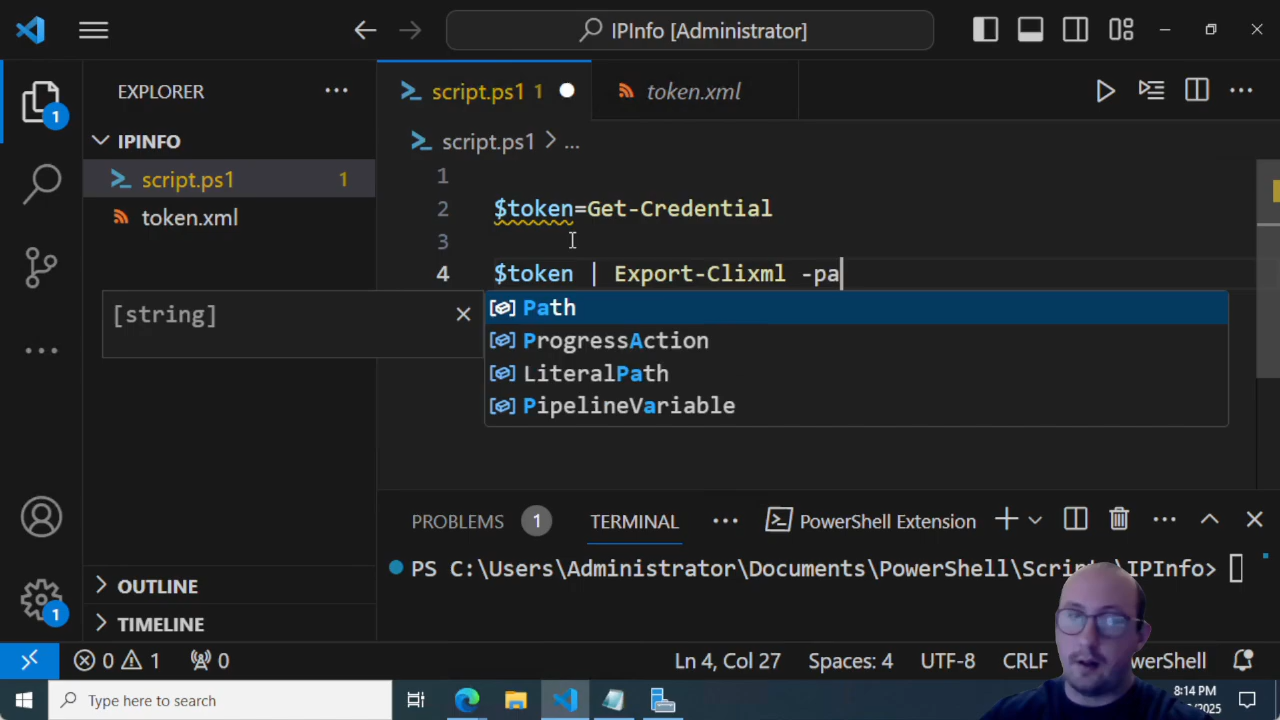 IPInfo [Administrator]
EXPLORER
1
IPINFO
script.ps1 1
token.xml
OUTLINE
TIMELINE
1
script.ps1 1
token.xml
script.ps1 > ...
1
2 $token=Get-Credential
3
4 $token | Export-Clixml -pa
[string]
Path
ProgressAction
LiteralPath
PipelineVariable
PROBLEMS 1 TERMINAL PowerShell Extension
PS C:\Users\Administrator\Documents\PowerShell\Scripts\IPInfo>
0 1 0 Ln 4, Col 27 Spaces: 4 UTF-8 CRLF
Type here to search
8:14 PM